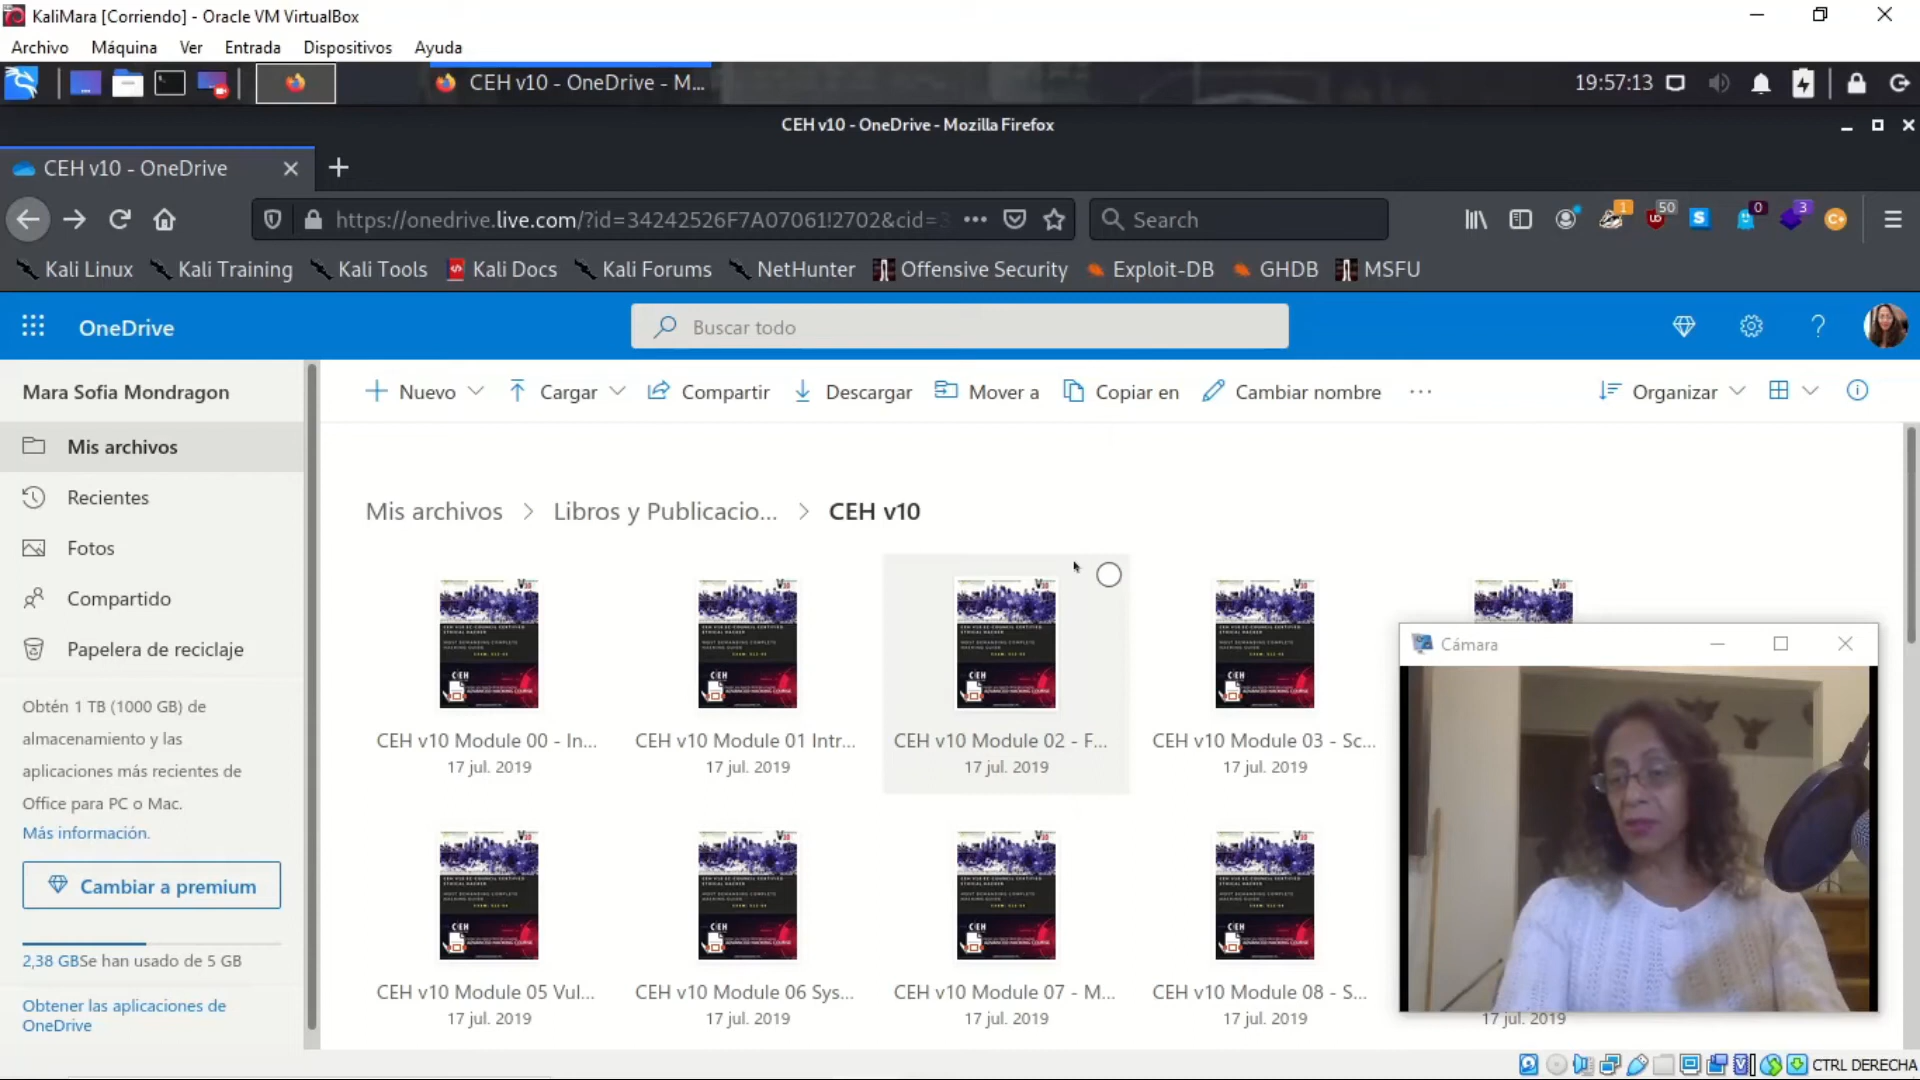 KaliMara [Corriendo] - Oracle VM VirtualBox
Archivo Máquina Ver Entrada Dispositivos Ayuda
CEH v10 - OneDrive - M...
19:57:13
CEH v10 - OneDrive - Mozilla Firefox
CEH v10 - OneDrive
https://onedrive.live.com/?id=34242526F7A07061!2702&cid=3
Search
1
50
0
3
Kali Linux Kali Training Kali Tools Kali Docs Kali Forums NetHunter Offensive Security Exploit-DB GHDB MSFU
OneDrive
Buscar todo
Mara Sofia Mondragon
Nuevo Cargar Compartir Descargar Mover a Copiar en Cambiar nombre ... Organizar
Mis archivos
Recientes
Fotos
Compartido
Papelera de reciclaje
Obtén 1 TB (1000 GB) de
almacenamiento y las
aplicaciones más recientes de
Office para PC o Mac.
Más información.
Cambiar a premium
2,38 GBSe han usado de 5 GB
Obtener las aplicaciones de
OneDrive
Mis archivos > Libros y Publicacio... > CEH v10
CEH v10 Module 00 - In...
17 jul. 2019
CEH v10 Module 01 Intr...
17 jul. 2019
CEH v10 Module 02 - F...
17 jul. 2019
CEH v10 Module 03 - Sc...
17 jul. 2019
CEH v10 Module 05 Vul...
17 jul. 2019
CEH v10 Module 06 Sys...
17 jul. 2019
CEH v10 Module 07 - M...
17 jul. 2019
CEH v10 Module 08 - S...
17 jul. 2019
17 jul. 2019
Cámara
CTRL DERECHA